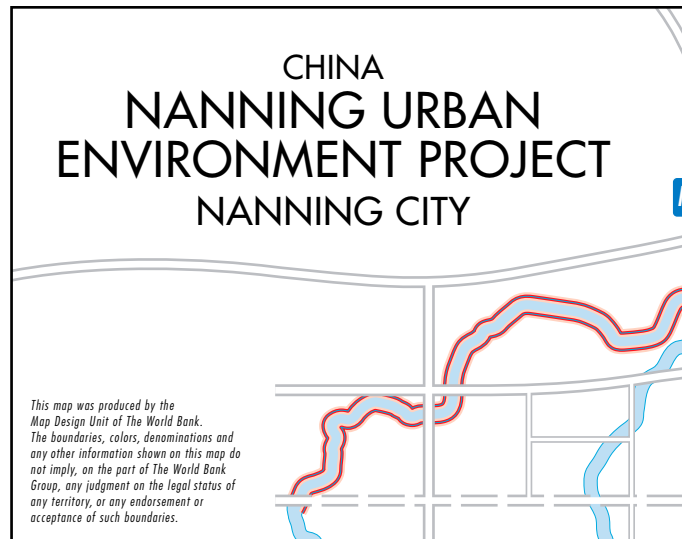 CHINA
NANNING URBAN
ENVIRONMENT PROJECT
NANNING CITY
This map was produced by the
Map Design Unit of The World Bank.
The boundaries, colors, denominations and
any other information shown on this map do
not imply, on the part of The World Bank
Group, any judgment on the legal status of
any territory, or any endorsement or
acceptance of such boundaries.